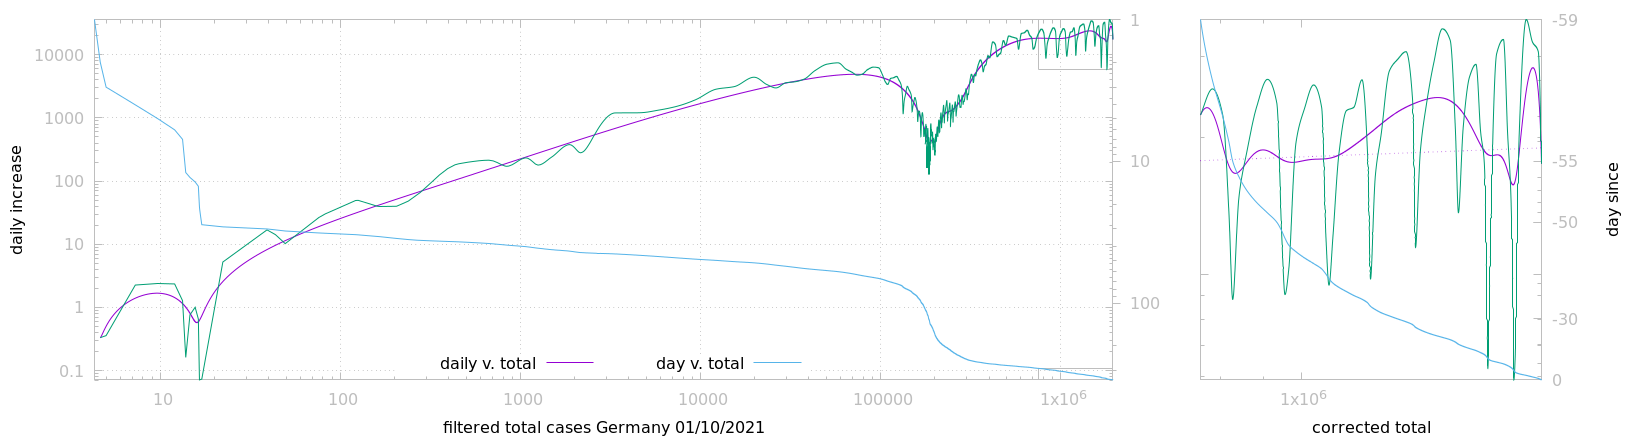 daily increase
10000
1000
100
10
1
0.1
10
100
1000
10000
100000
1x10⁶
1
10
100
daily v. total
day v. total
filtered total cases Germany 01/10/2021
-59
-55
-50
-30
0
day since
1x10⁶
corrected total